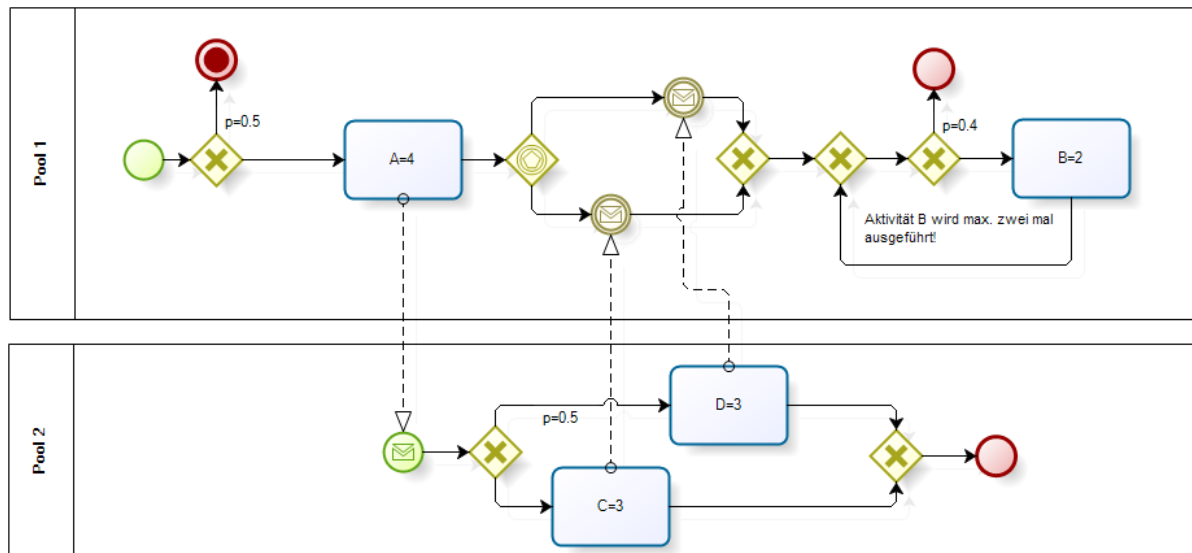 Pool 1
p=0.5
A=4
p=0.4
B=2
Aktivität B wird max. zwei mal
ausgeführt!
Pool 2
p=0.5
D=3
C=3